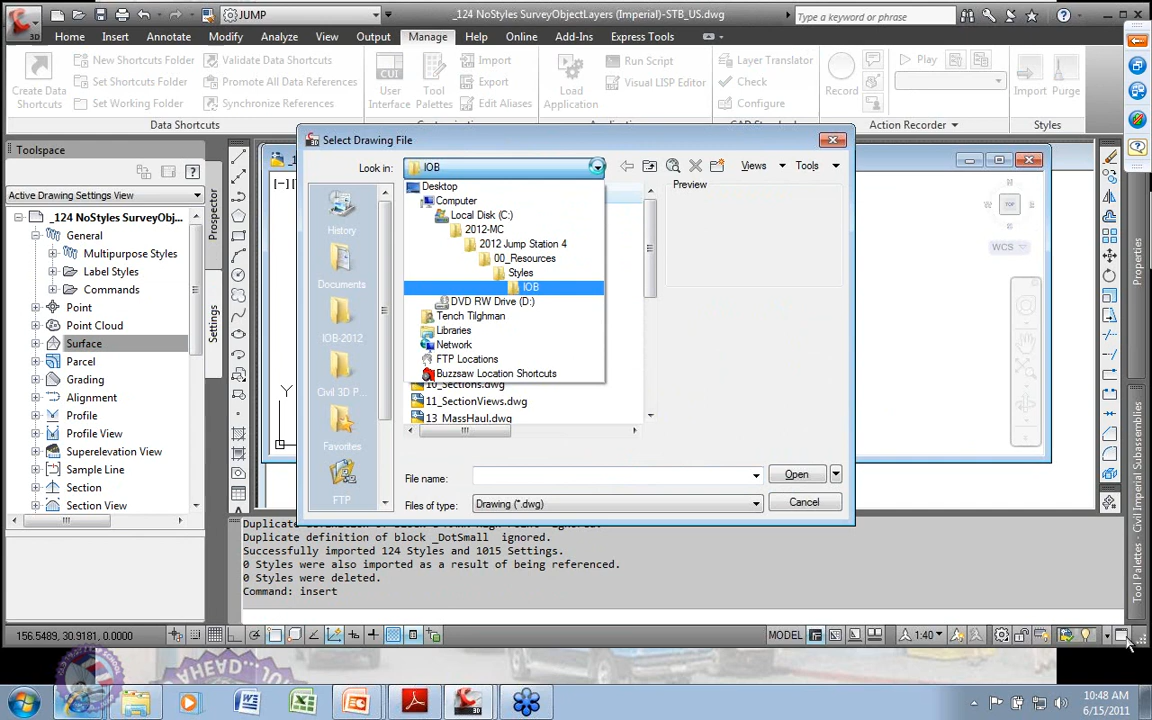 JUMP
_124 NoStyles SurveyObjectLayers (Imperial)-STB_US.dwg
Type a keyword or phrase
3D
Home
Insert
Annotate
Modify
Analyze
View
Output
Manage
Help
Online
Add-Ins
Express Tools
Create Data
Shortcuts
New Shortcuts Folder
Set Shortcuts Folder
Set Working Folder
Validate Data Shortcuts
Promote All Data References
Synchronize References
Data Shortcuts
User
Interface
Tool
Palettes
Import
Export
Edit Aliases
Load
Application
Run Script
Visual LISP Editor
Layer Translator
Check
Configure
Record
Play
Action Recorder
Import
Purge
Styles
Toolspace
Active Drawing Settings View
_124 NoStyles SurveyObj...
General
Multipurpose Styles
Label Styles
Commands
Point
Point Cloud
Surface
Parcel
Grading
Alignment
Profile
Profile View
Superelevation View
Sample Line
Section
Section View
Prospector
Settings
[-][
Y
TOP
WCS
Properties
Tool Palettes - Civil Imperial Subassemblies
Select Drawing File
Look in:
IOB
Views
Tools
Preview
History
Documents
IOB-2012
Civil 3D P...
Favorites
FTP
Desktop
Computer
Local Disk (C:)
2012-MC
2012 Jump Station 4
00_Resources
Styles
IOB
DVD RW Drive (D:)
Tench Tilghman
Libraries
Network
FTP Locations
Buzzsaw Location Shortcuts
10_Sections.dwg
11_SectionViews.dwg
13_MassHaul.dwg
File name:
Open
Files of type:
Drawing (*.dwg)
Cancel
Duplicate definition of block _DotSmall  ignored.
Successfully imported 124 Styles and 1015 Settings.
0 Styles were also imported as a result of being referenced.
0 Styles were deleted.
Command: insert
156.5489, 30.9181, 0.0000
MODEL
1:40
AHEAD
10:48 AM
6/15/2011